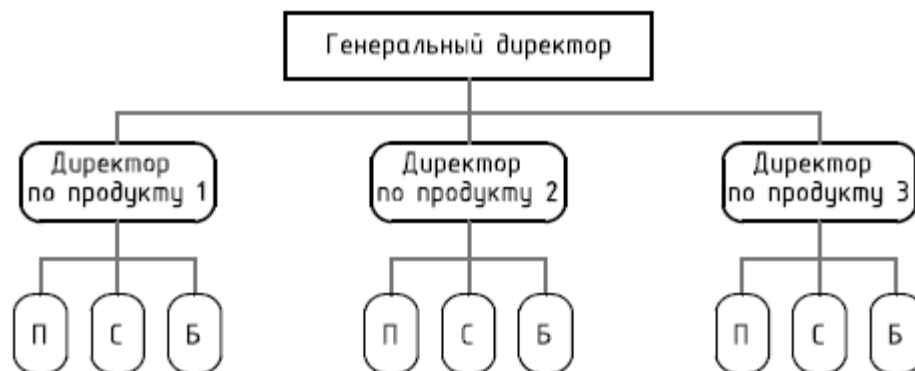 Генеральный директор
Директор
по продукту 1
Директор
по продукту 2
Директор
по продукту 3
П
С
Б
П
С
Б
П
С
Б